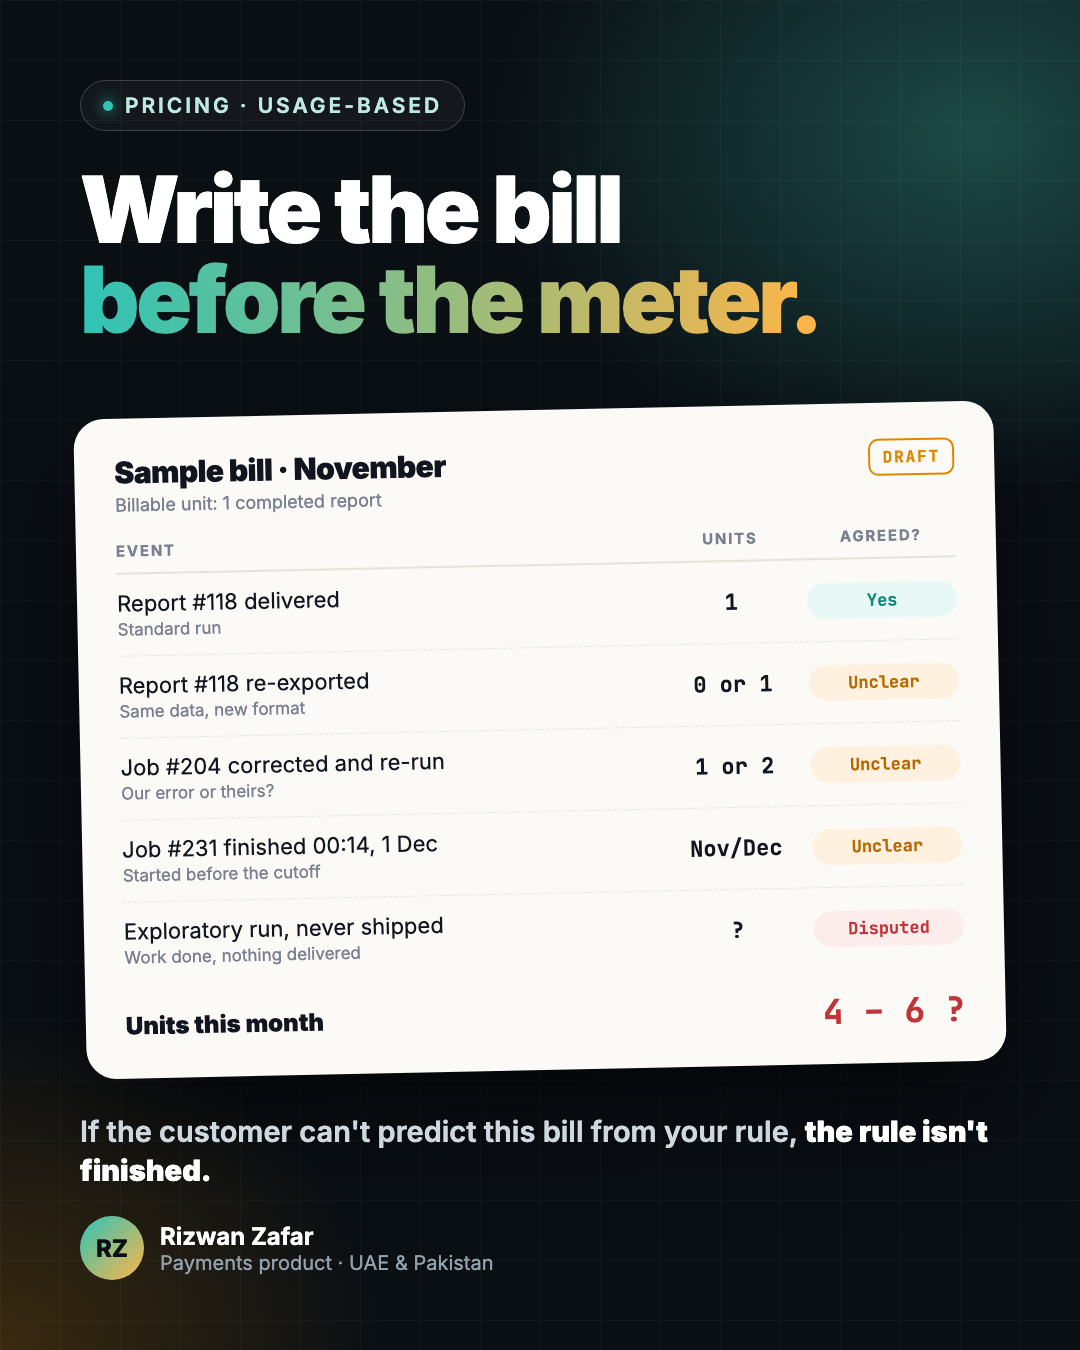 PRICING · USAGE-BASED
Write the bill
before the meter.
Sample bill · November
DRAFT
Billable unit: 1 completed report
EVENT UNITS AGREED?
Report #118 delivered 1 Yes
Standard run
Report #118 re-exported 0 or 1 Unclear
Same data, new format
Job #204 corrected and re-run 1 or 2 Unclear
Our error or theirs?
Job #231 finished 00:14, 1 Dec Nov/Dec Unclear
Started before the cutoff
Exploratory run, never shipped ? Disputed
Work done, nothing delivered
Units this month 4 – 6 ?
If the customer can't predict this bill from your rule, the rule isn't
finished.
RZ
Rizwan Zafar
Payments product · UAE & Pakistan